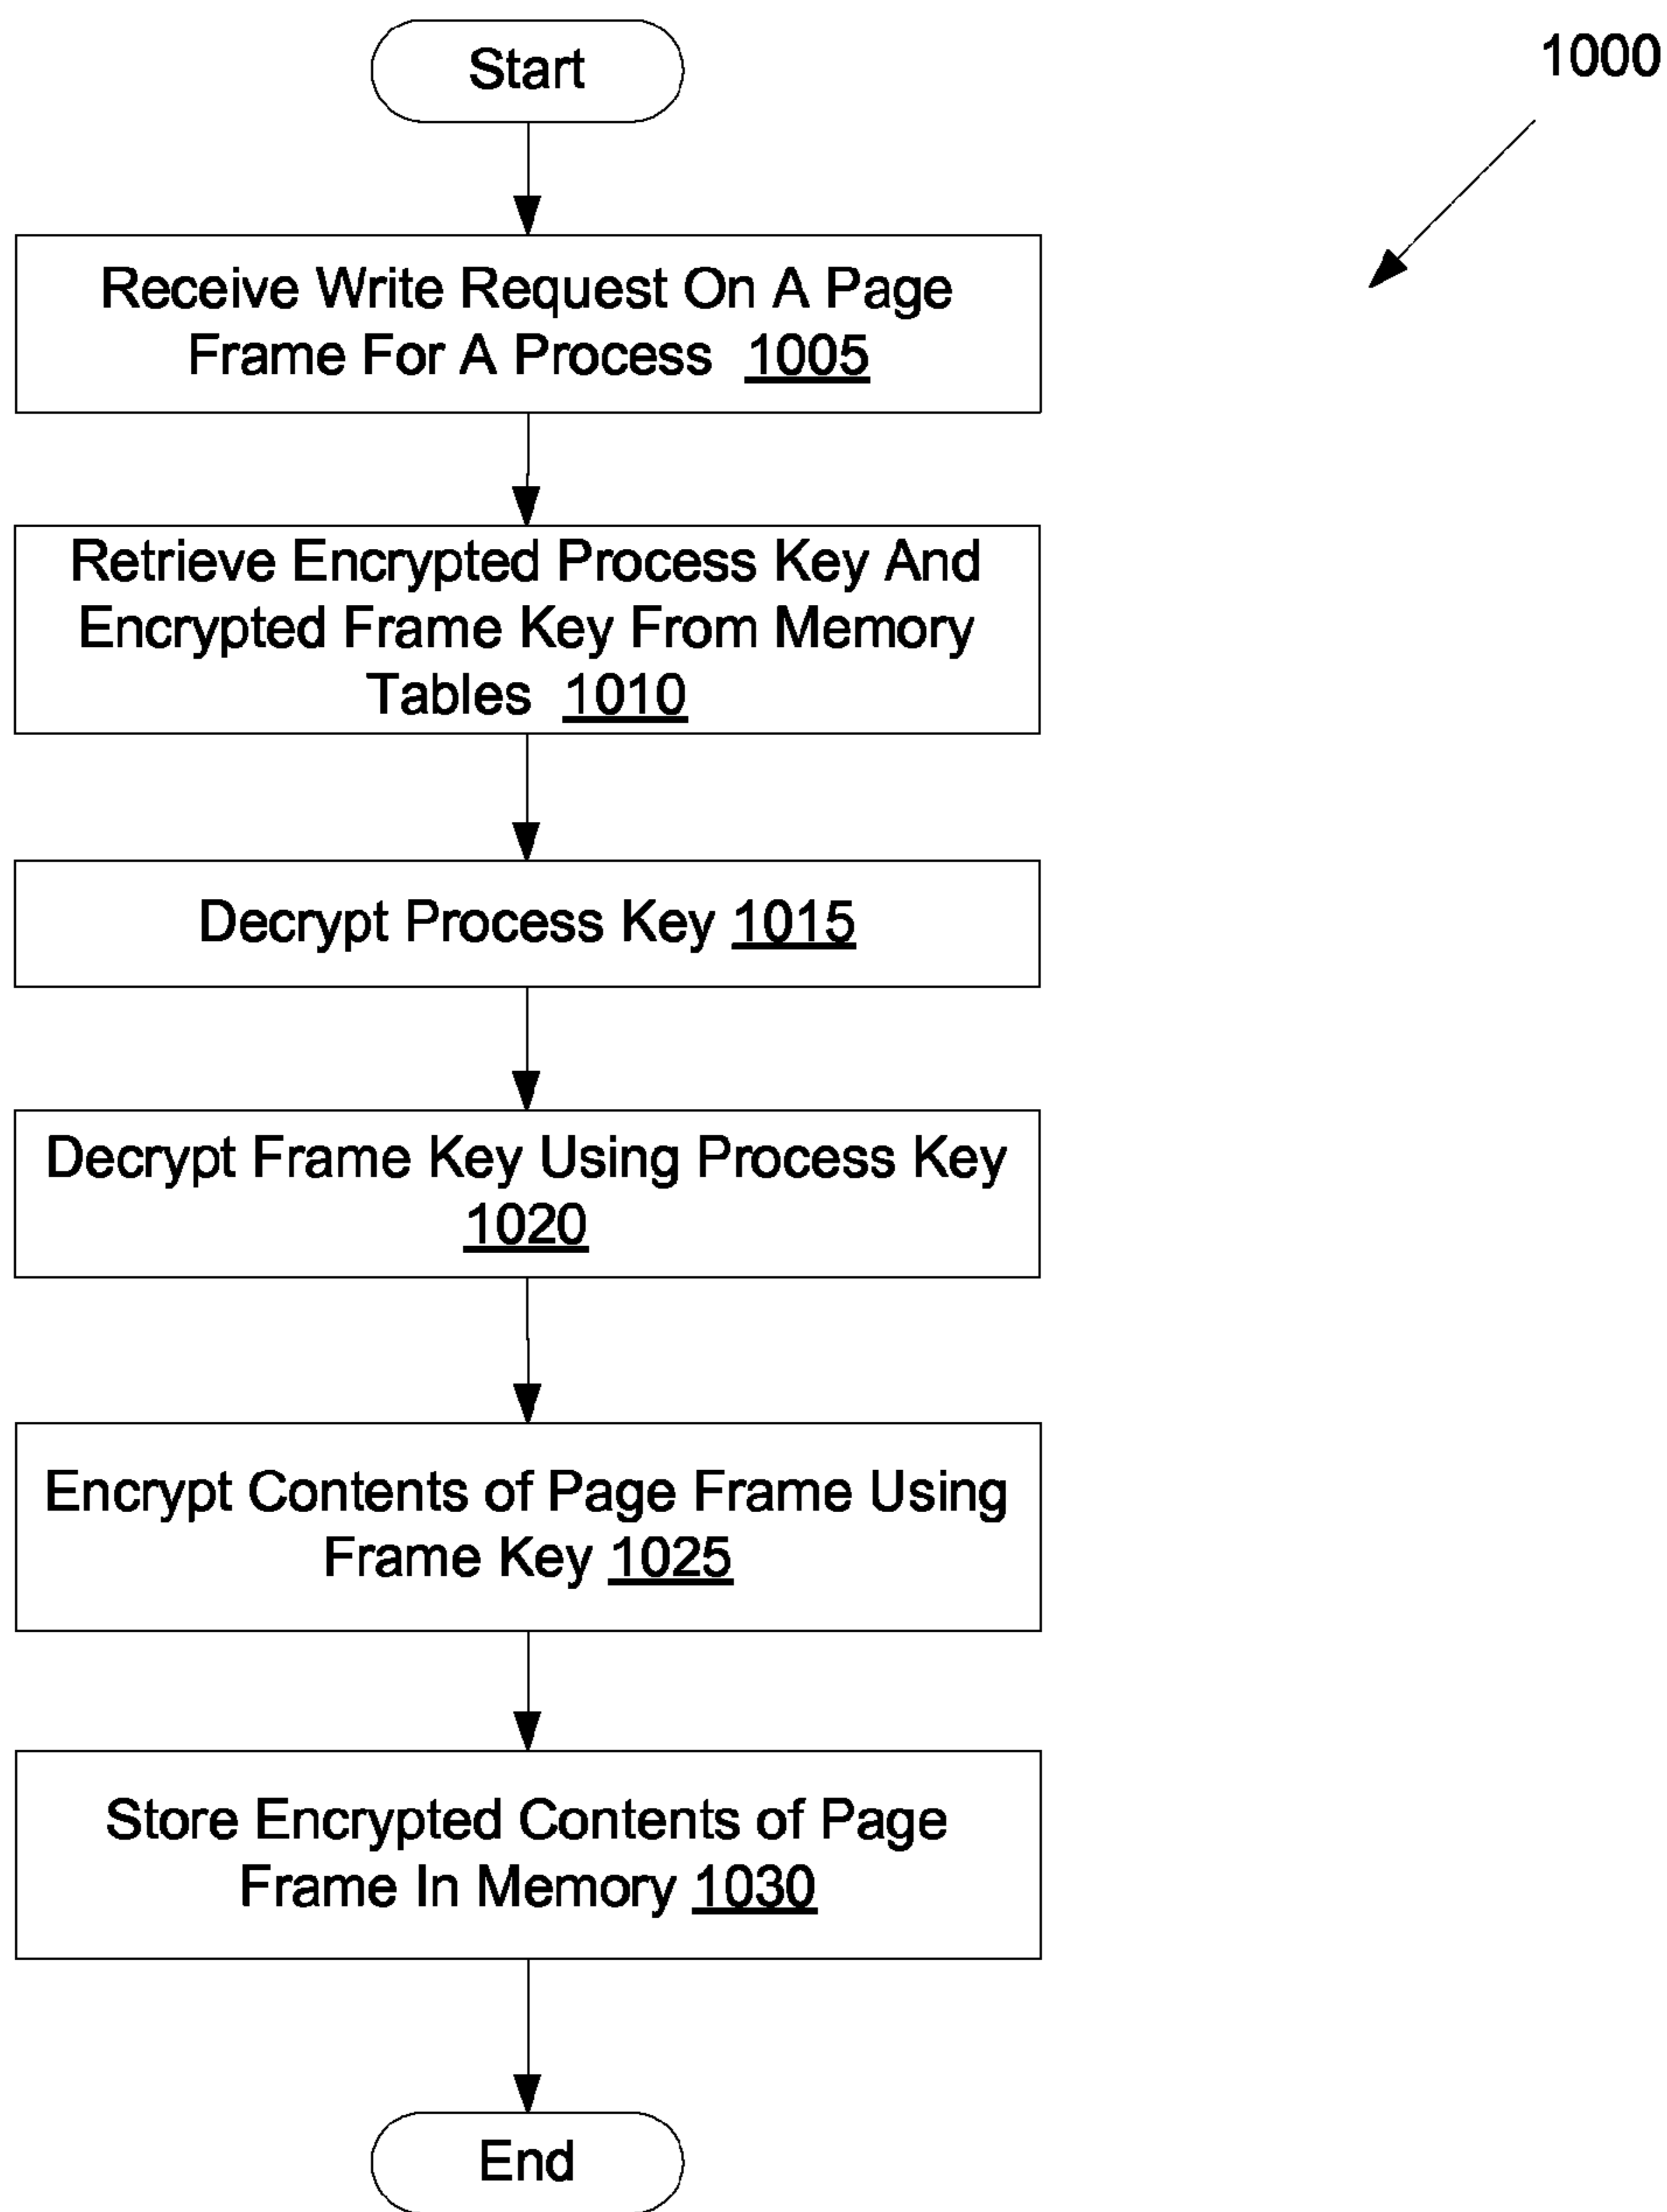 Start
1000
Receive Write Request On A Page
Frame For A Process 1005
Retrieve Encrypted Process Key And
Encrypted Frame Key From Memory
Tables 1010
Decrypt Process Key 1015
Decrypt Frame Key Using Process Key
1020
Encrypt Contents of Page Frame Using
Frame Key 1025
Store Encrypted Contents of Page
Frame In Memory 1030
End